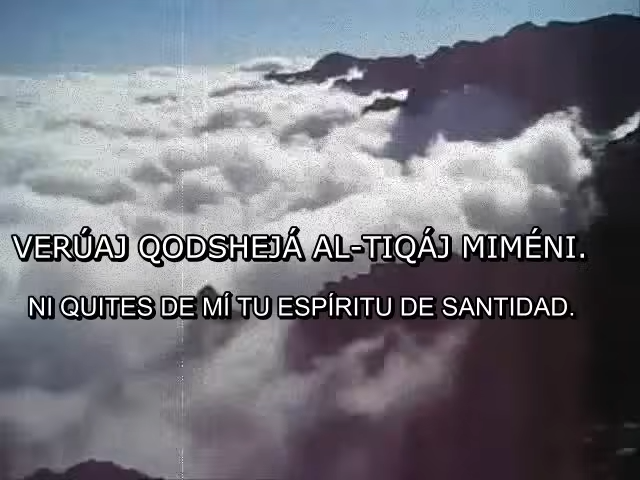 VERÚAJ QODSHEJÁ AL-TIQÁJ MIMÉNI.
NI QUITES DE MÍ TU ESPÍRITU DE SANTIDAD.